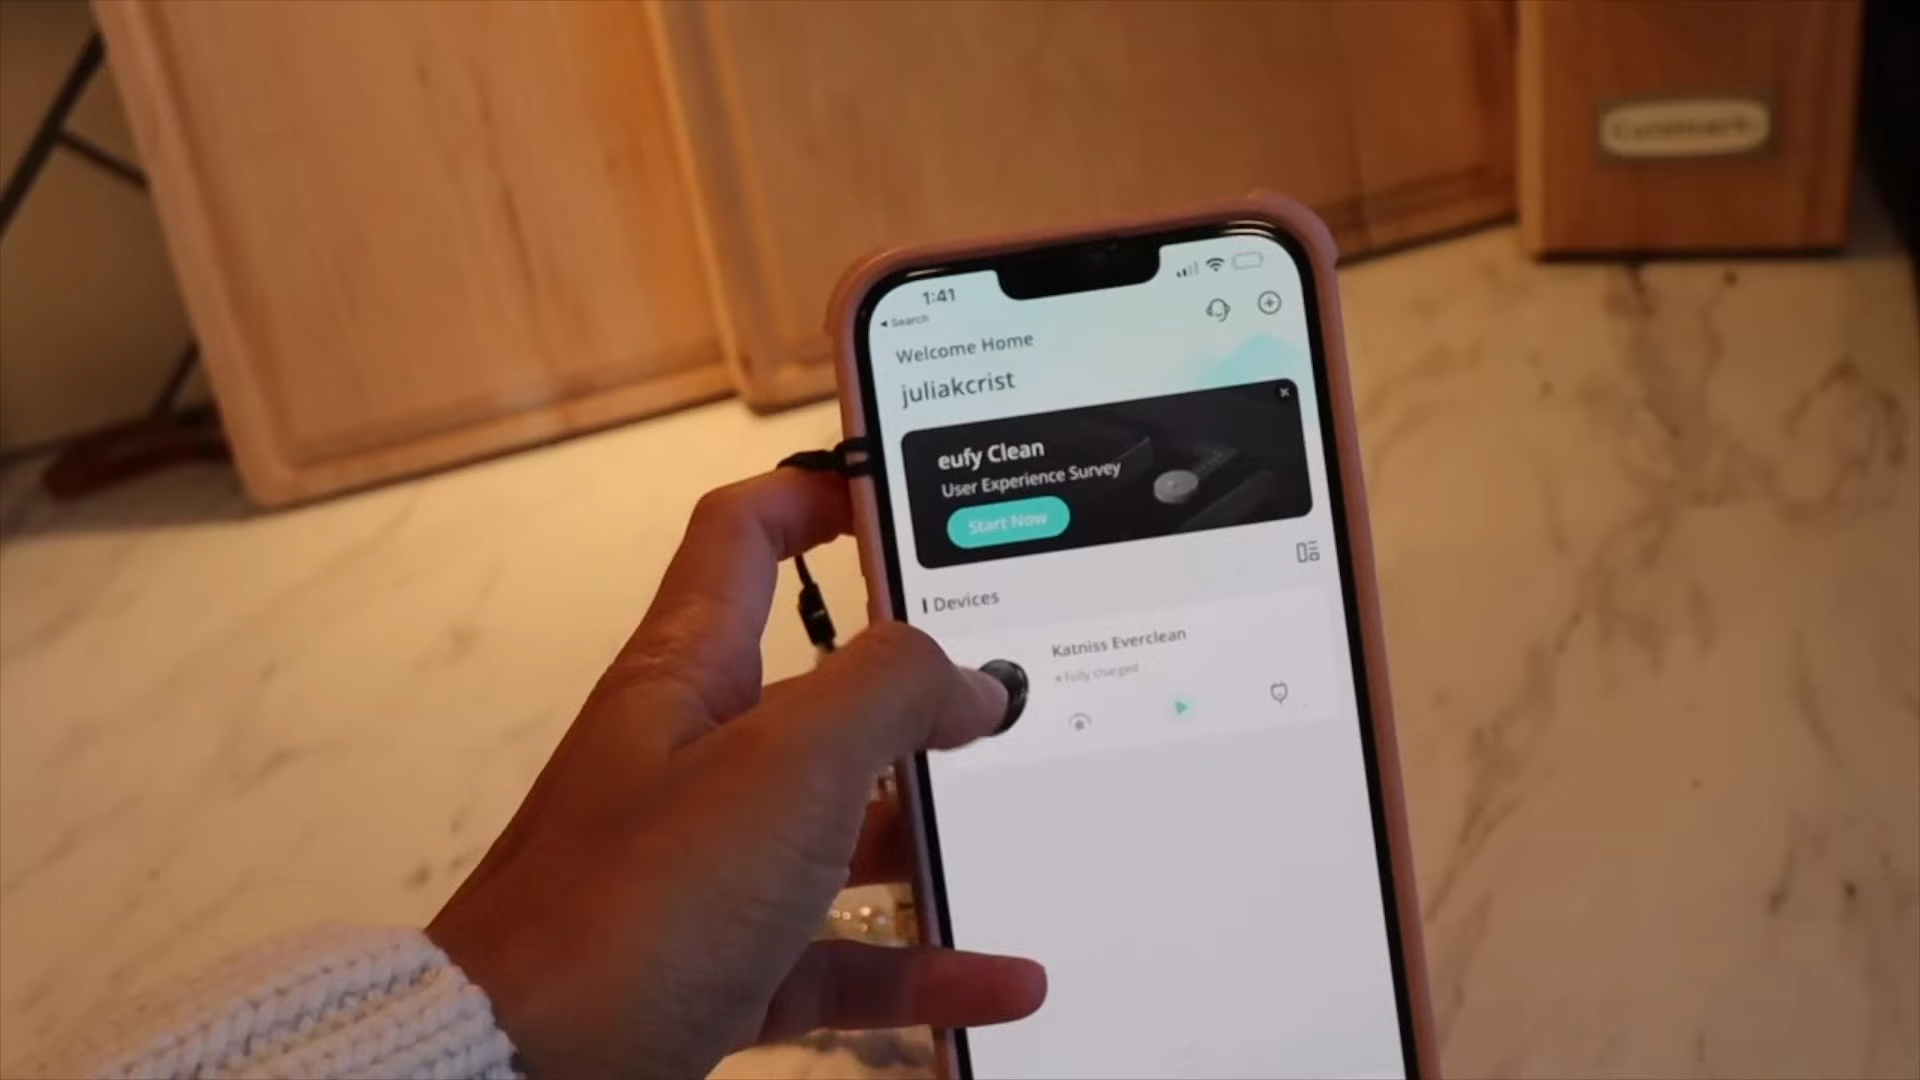 1:41
◂ Search
Welcome Home
juliakcrist
eufy Clean
User Experience Survey
Start Now
Devices
Katniss Everclean
Fully charged